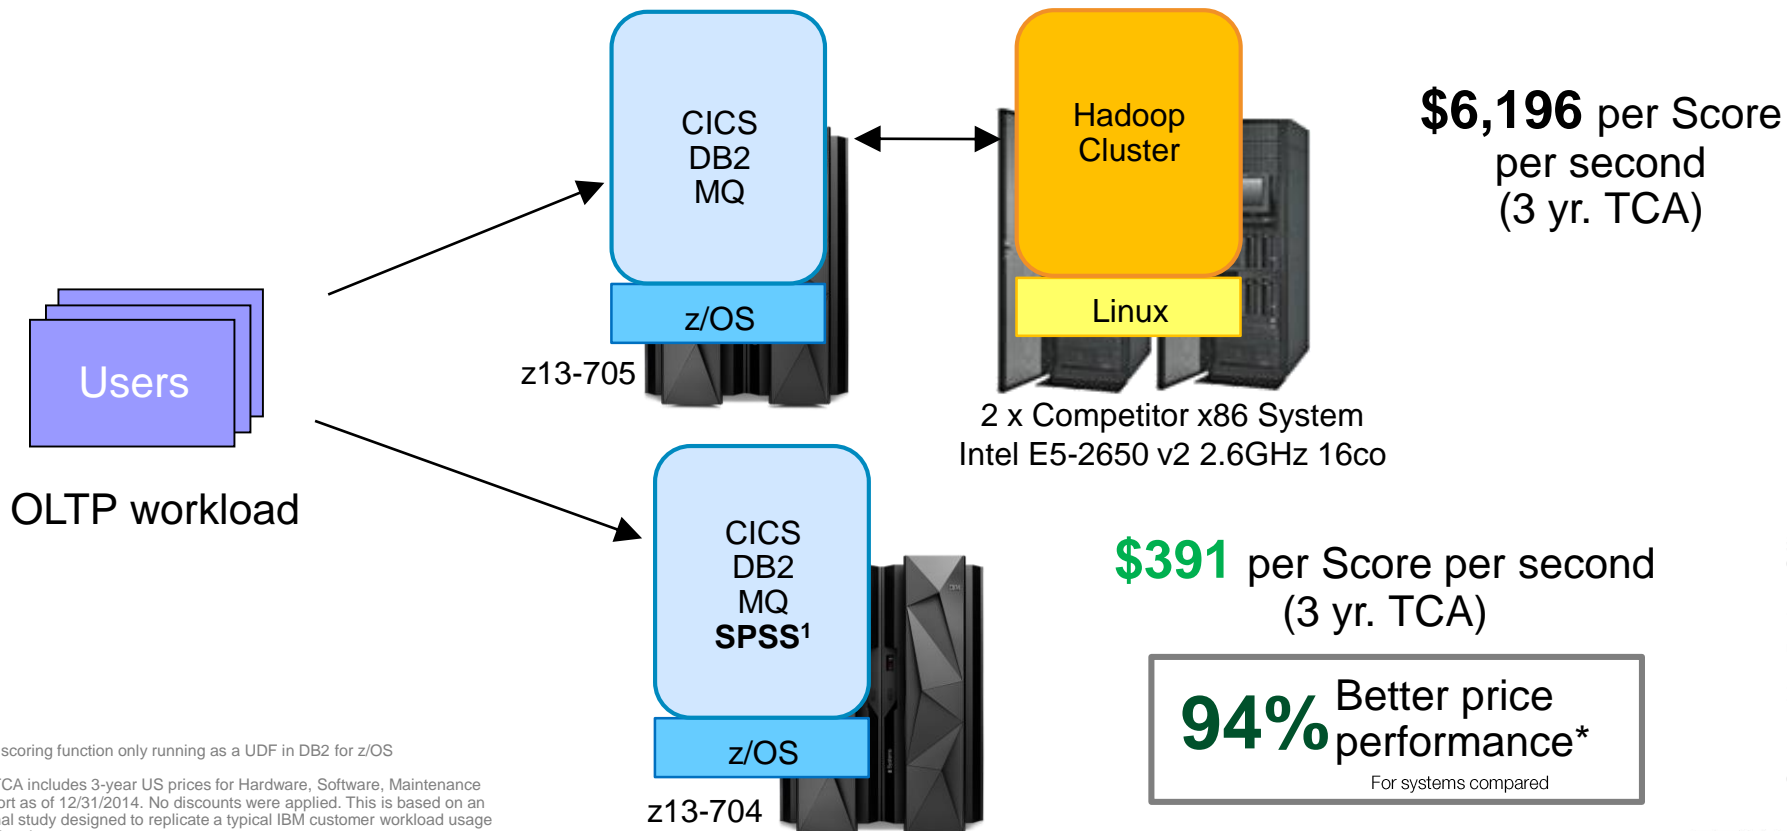 CICS
DB2
MQ
z/OS
z13-705
Hadoop
Cluster
Linux
2 x Competitor x86 System
Intel E5-2650 v2 2.6GHz 16co
$6,196 per Score
per second
(3 yr. TCA)
Users
OLTP workload
CICS
DB2
MQ
SPSS¹
z/OS
z13-704
$391 per Score per second
(3 yr. TCA)
94% Better price
performance*
For systems compared
scoring function only running as a UDF in DB2 for z/OS
TCA includes 3-year US prices for Hardware, Software, Maintenance
ort as of 12/31/2014. No discounts were applied. This is based on an
nal study designed to replicate a typical IBM customer workload usage